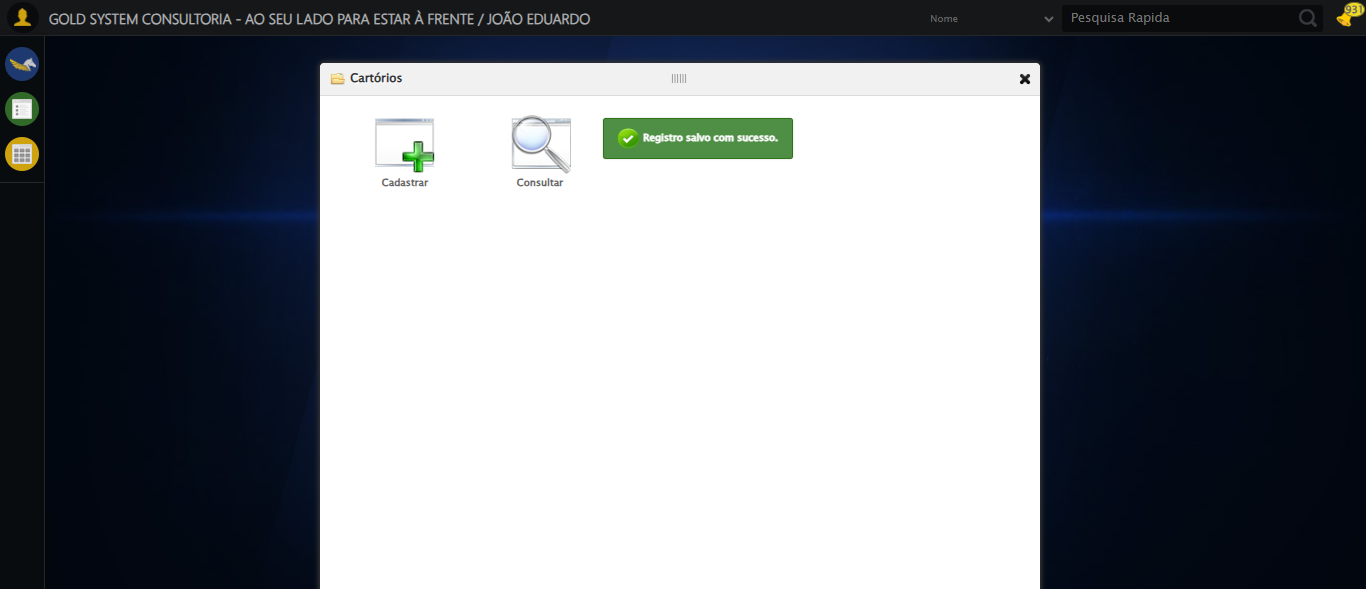 GOLD SYSTEM CONSULTORIA - AO SEU LADO PARA ESTAR À FRENTE / JOÃO EDUARDO
Nome
Pesquisa Rapida
931
Cartórios
Registro salvo com sucesso.
Cadastrar
Consultar